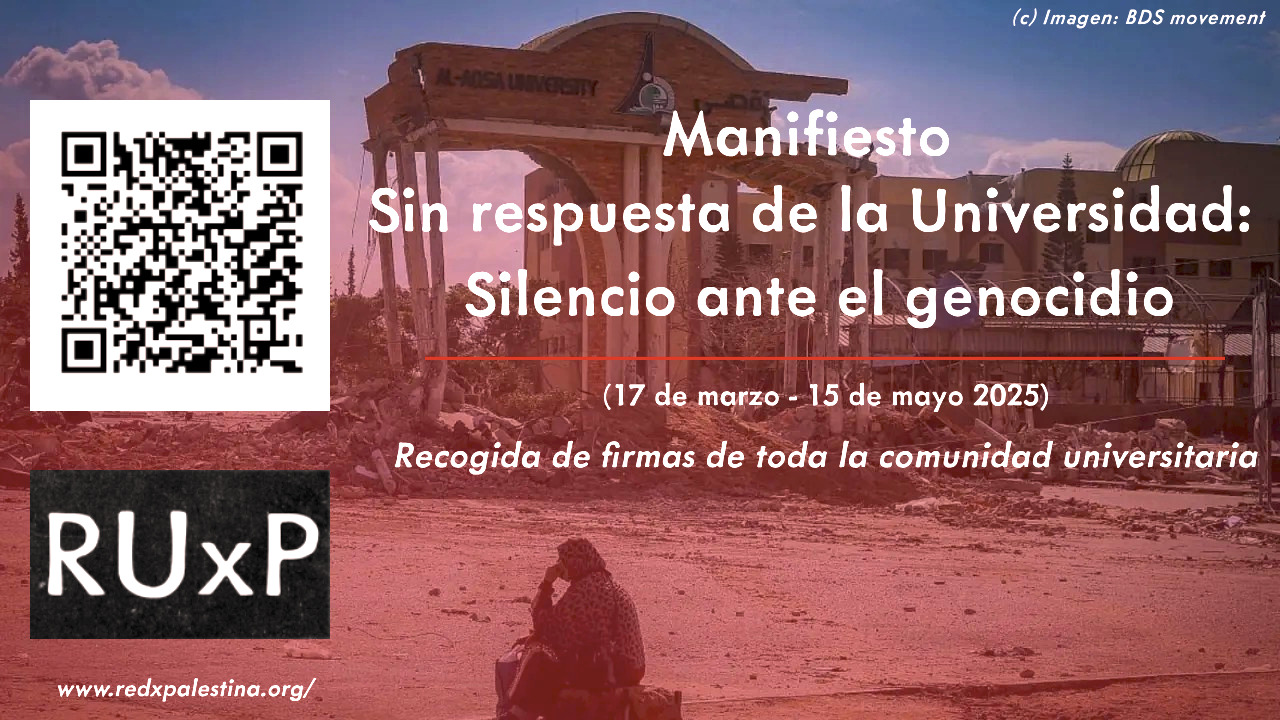 (c) Imagen: BDS movement
AL-AQSA UNIVERSITY
Manifiesto
Sin respuesta de la Universidad:
Silencio ante el genocidio
(17 de marzo - 15 de mayo 2025)
Recogida de firmas de toda la comunidad universitaria
RUxP
www.redxpalestina.org/